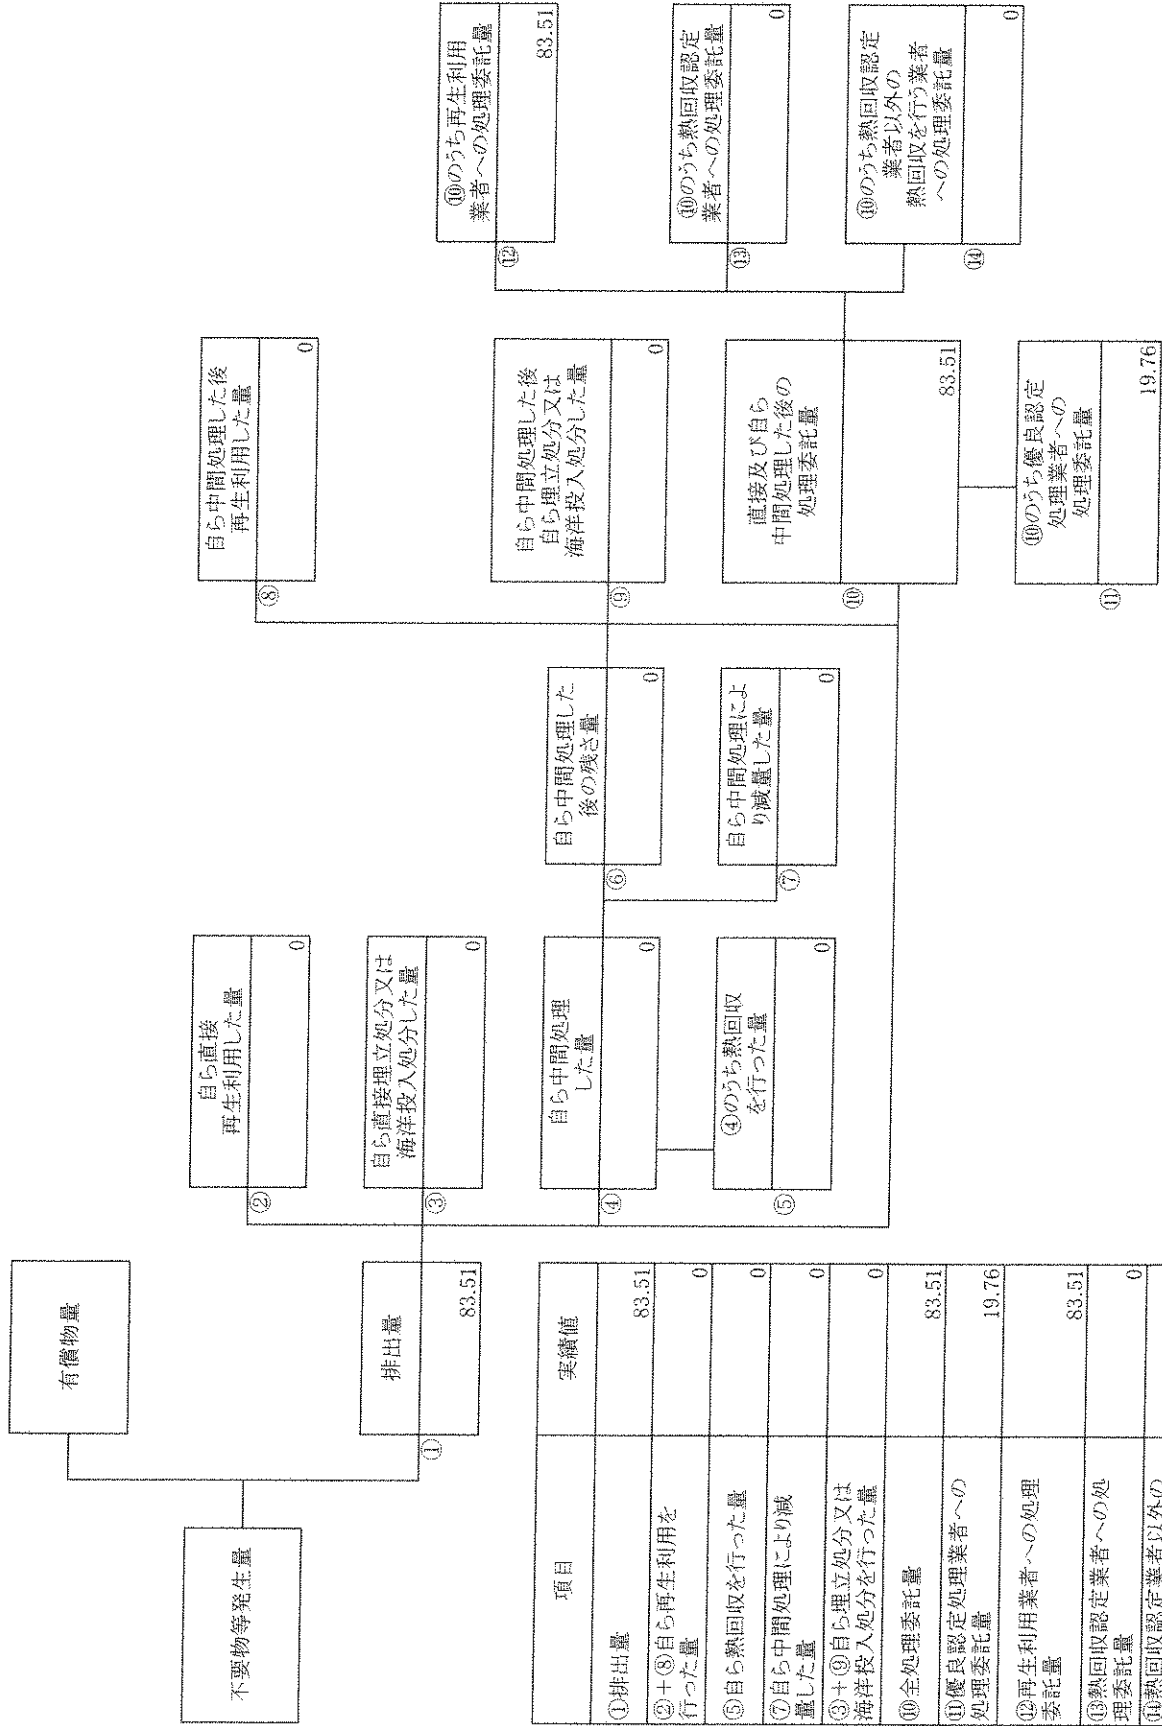 有償物量
不要物等発生量
排出量
①
83.51
自ら直接
再生利用した量
②
0
自ら直接埋立処分又は
海洋投入処分した量
③
0
自ら中間処理
した量
④
0
④のうち熱回収
を行った量
⑤
0
自ら中間処理した
後の残さ量
⑥
0
自ら中間処理によ
り減量した量
⑦
0
自ら中間処理した後
再生利用した量
⑧
0
自ら中間処理した後
自ら埋立処分又は
海洋投入処分した量
⑨
0
直接及び自ら
中間処理した後の
処理委託量
⑩
83.51
⑩のうち優良認定
処理業者への
処理委託量
⑪
19.76
⑩のうち再生利用
業者への処理委託量
⑫
83.51
⑩のうち熱回収認定
業者への処理委託量
⑬
0
⑩のうち熱回収認定
業者以外の
熱回収を行う業者
への処理委託量
⑭
0
項目 実績値
①排出量 83.51
②+⑧自ら再生利用を
行った量 0
⑤自ら熱回収を行った量 0
⑦自ら中間処理により減
量した量 0
③+⑨自ら埋立処分又は
海洋投入処分を行った量 0
⑩全処理委託量 83.51
⑪優良認定処理業者への
処理委託量 19.76
⑫再生利用業者への処理
委託量 83.51
⑬熱回収認定業者への処
理委託量 0
⑭熱回収認定業者以外の